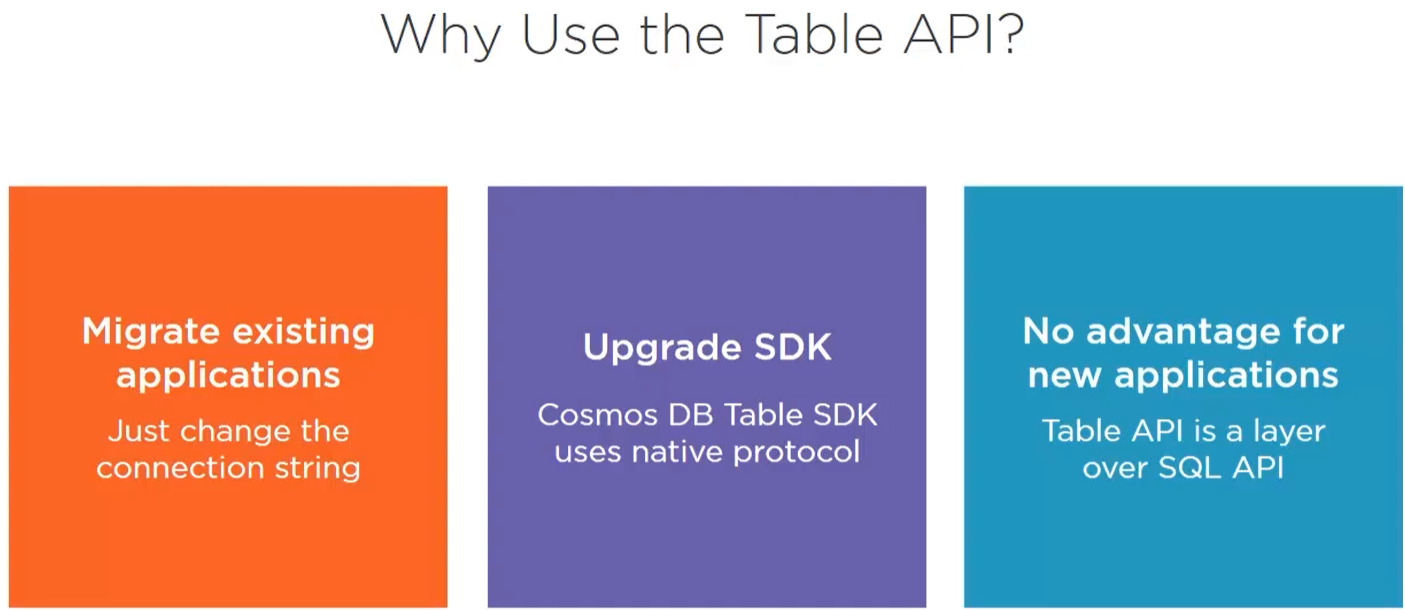 Why Use the Table API?
Migrate existing
applications
Just change the
connection string
Upgrade SDK
Cosmos DB Table SDK
uses native protocol
No advantage for
new applications
Table API is a layer
over SQL API